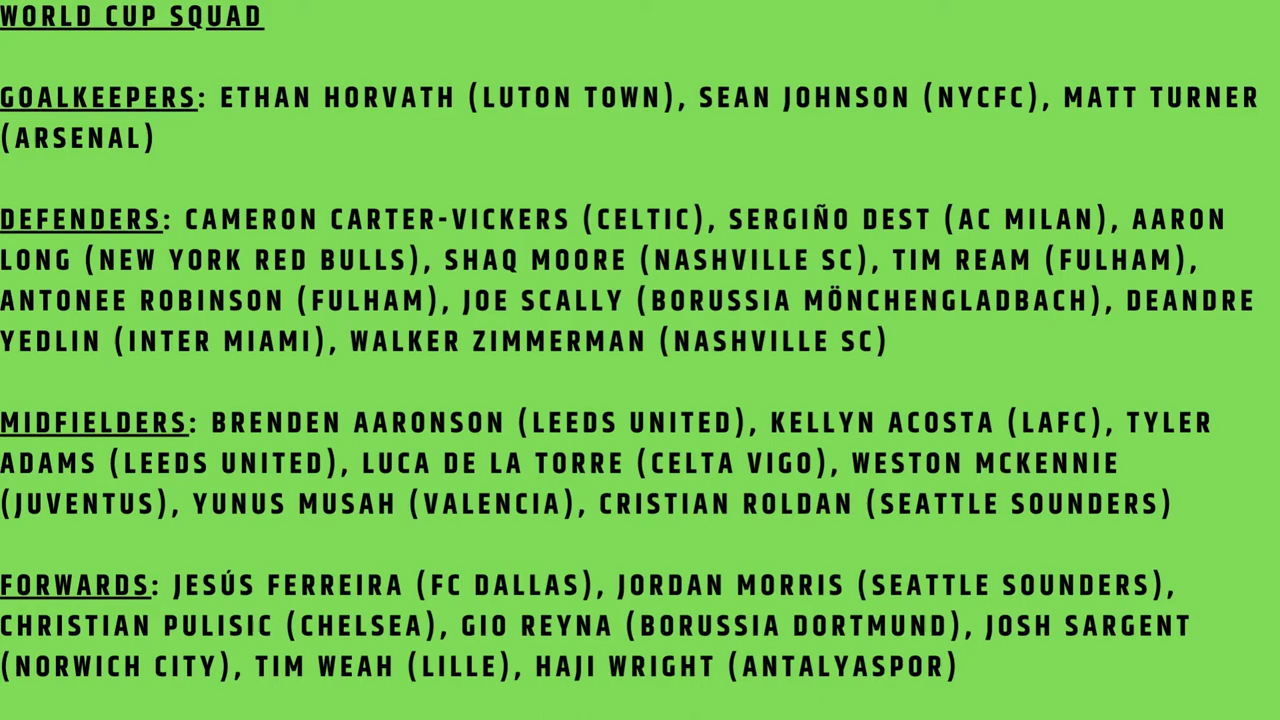 WORLD CUP SQUAD
GOALKEEPERS: ETHAN HORVATH (LUTON TOWN), SEAN JOHNSON (NYCFC), MATT TURNER
(ARSENAL)
DEFENDERS: CAMERON CARTER-VICKERS (CELTIC), SERGIÑO DEST (AC MILAN), AARON
LONG (NEW YORK RED BULLS), SHAQ MOORE (NASHVILLE SC), TIM REAM (FULHAM),
ANTONEE ROBINSON (FULHAM), JOE SCALLY (BORUSSIA MÖNCHENGLADBACH), DEANDRE
YEDLIN (INTER MIAMI), WALKER ZIMMERMAN (NASHVILLE SC)
MIDFIELDERS: BRENDEN AARONSON (LEEDS UNITED), KELLYN ACOSTA (LAFC), TYLER
ADAMS (LEEDS UNITED), LUCA DE LA TORRE (CELTA VIGO), WESTON MCKENNIE
(JUVENTUS), YUNUS MUSAH (VALENCIA), CRISTIAN ROLDAN (SEATTLE SOUNDERS)
FORWARDS: JESÚS FERREIRA (FC DALLAS), JORDAN MORRIS (SEATTLE SOUNDERS),
CHRISTIAN PULISIC (CHELSEA), GIO REYNA (BORUSSIA DORTMUND), JOSH SARGENT
(NORWICH CITY), TIM WEAH (LILLE), HAJI WRIGHT (ANTALYASPOR)